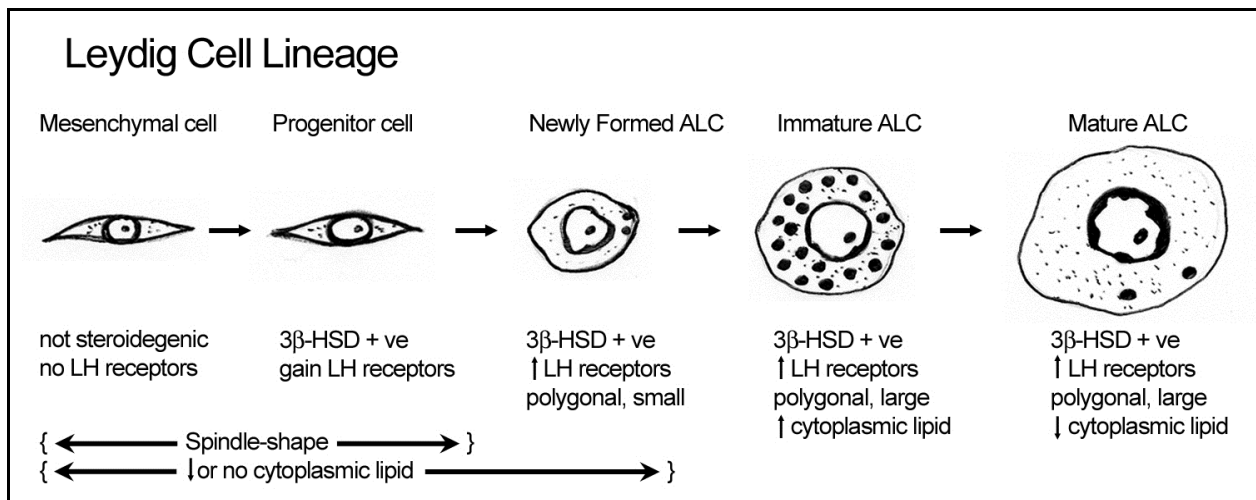 Leydig Cell Lineage
Mesenchymal cell
Progenitor cell
Newly Formed ALC
Immature ALC
Mature ALC
not steroidegenic
no LH receptors
3β-HSD + ve
gain LH receptors
3β-HSD + ve
↑ LH receptors
polygonal, small
3β-HSD + ve
↑ LH receptors
polygonal, large
↑ cytoplasmic lipid
3β-HSD + ve
↑ LH receptors
polygonal, large
↓ cytoplasmic lipid
{ Spindle-shape }
{ ↓ or no cytoplasmic lipid }